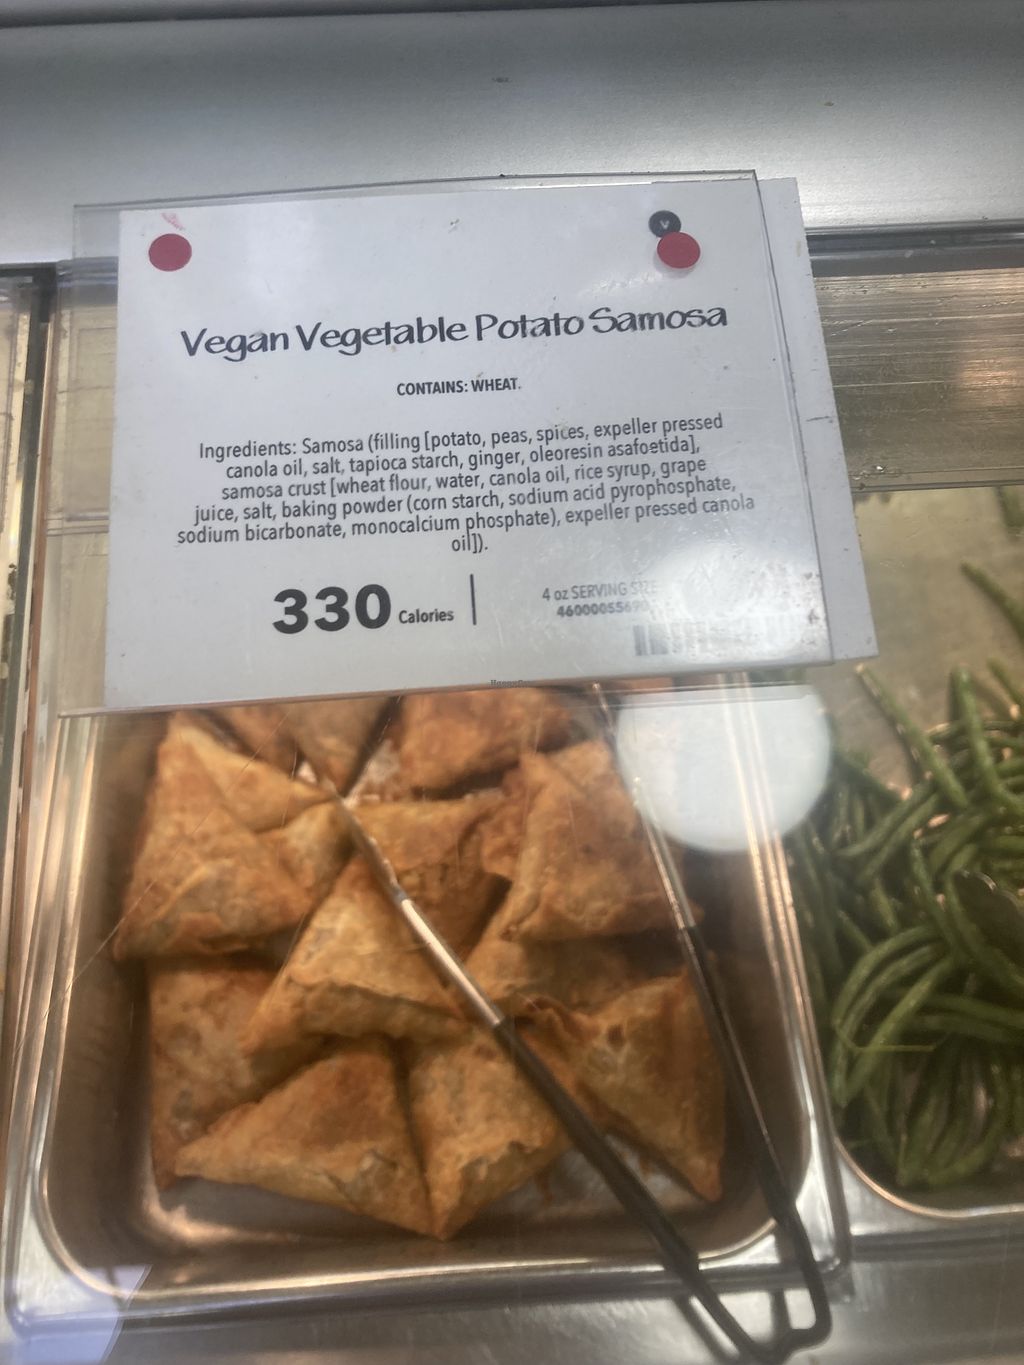 V
Vegan Vegetable Potato Samosa
CONTAINS: WHEAT.
Ingredients: Samosa (filling [potato, peas, spices, expeller pressed
canola oil, salt, tapioca starch, ginger, oleoresin asafoetida],
samosa crust [wheat flour, water, canola oil, rice syrup, grape
juice, salt, baking powder (corn starch, sodium acid pyrophosphate,
sodium bicarbonate, monocalcium phosphate), expeller pressed canola
oil]).
330 Calories
4 oz SERVING SIZE